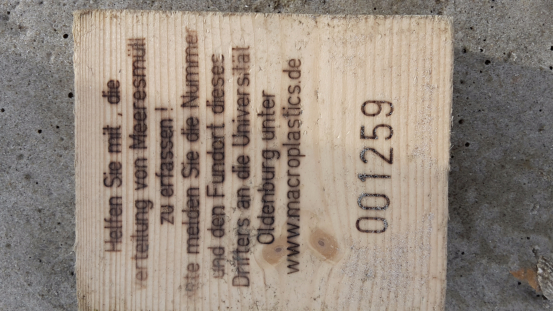 Helfen Sie mit, die
erteilung von Meeresmüll
zu erfassen!
te melden Sie die Nummer
und den Fundort dieses
Drifters an die Universität
Oldenburg unter
www.macroplastics.de
001259